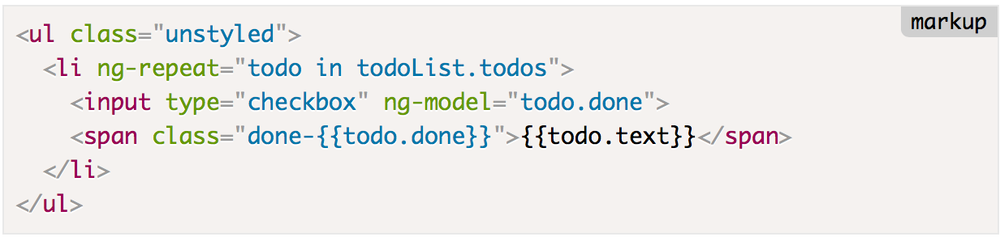 markup
<ul class="unstyled">
  <li ng-repeat="todo in todoList.todos">
    <input type="checkbox" ng-model="todo.done">
    <span class="done-{{todo.done}}">{{todo.text}}</span>
  </li>
</ul>